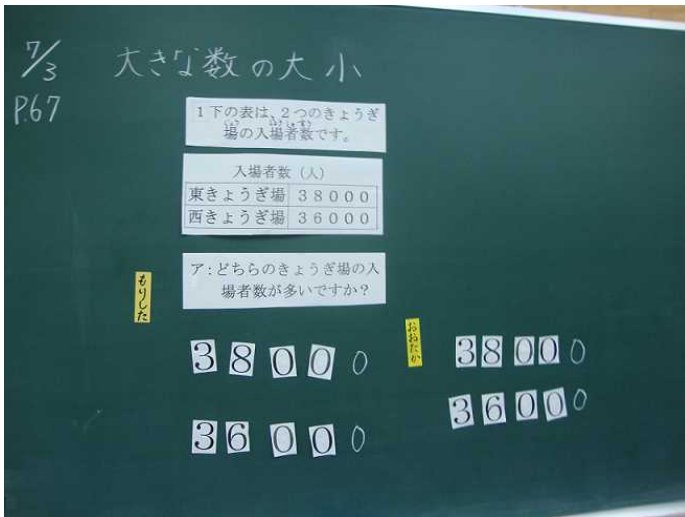 7/3 大きな数の大小
P.67
1下の表は、2つのきょうぎ
場の入場者数です。
入場者数（人）
東きょうぎ場 38000
西きょうぎ場 36000
ア:どちらのきょうぎ場の入
場者数が多いですか？
もりした
38000
36000
おおたか
38000
36000